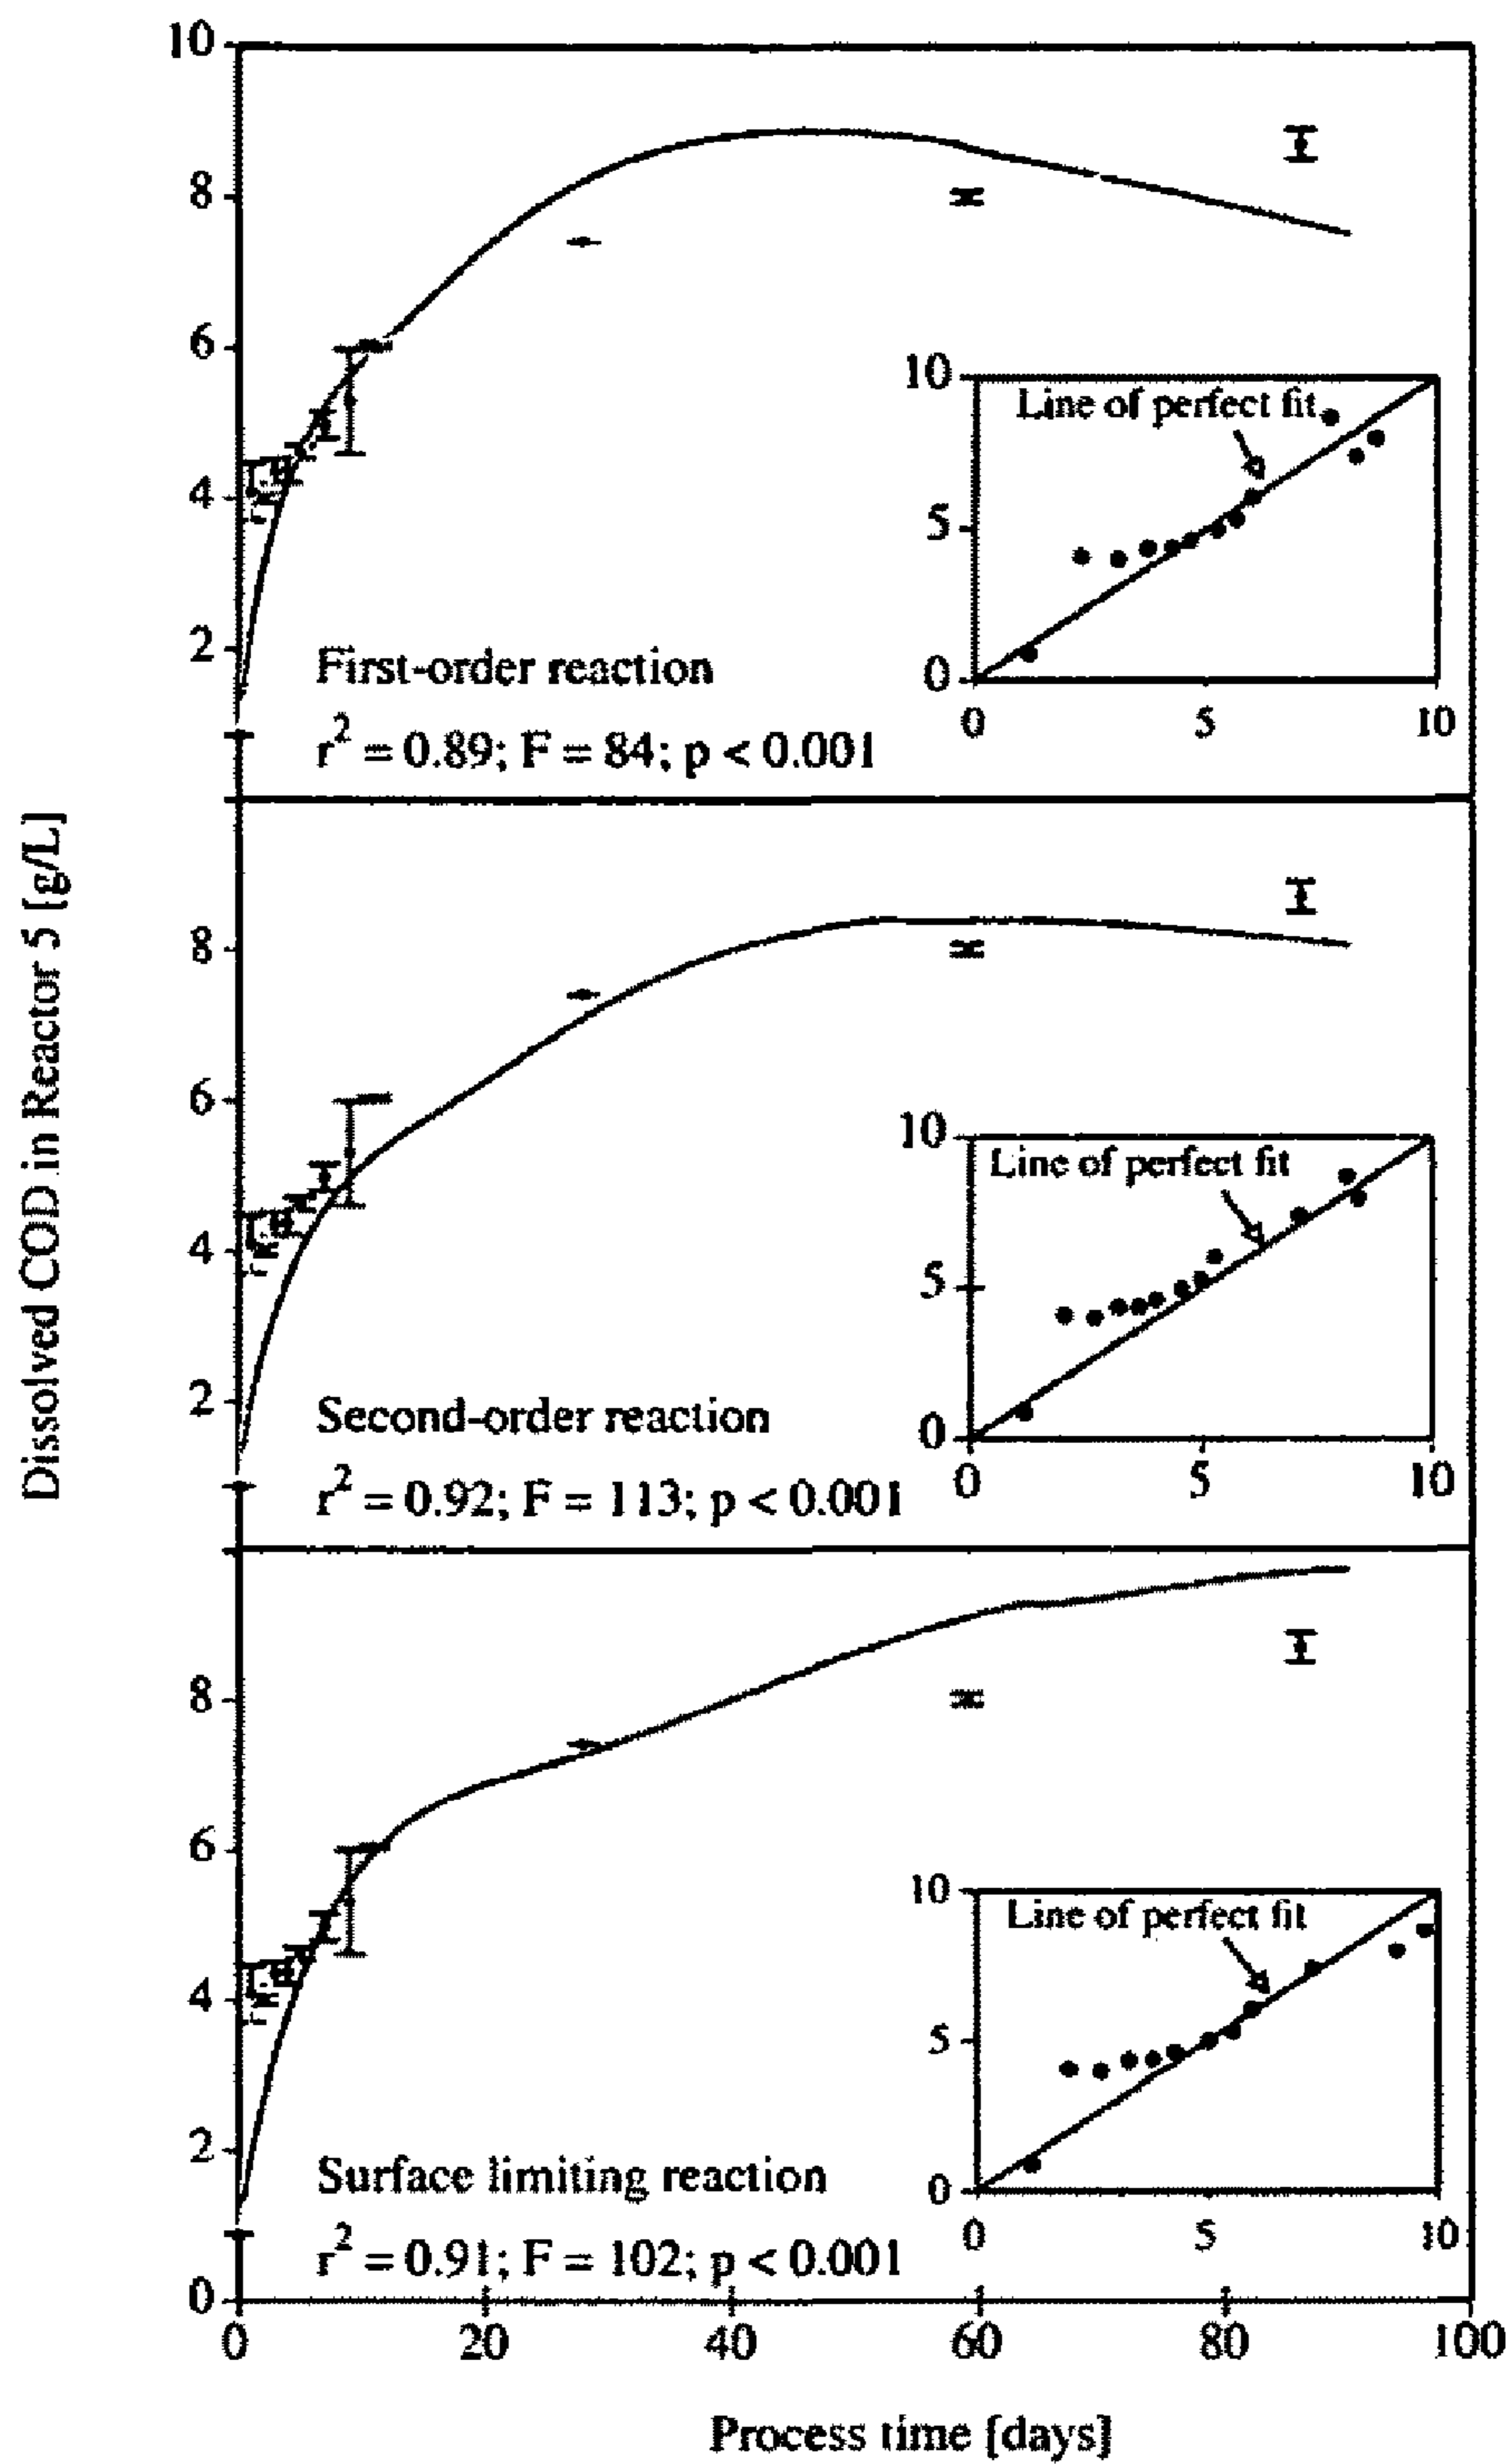 Dissolved COD in Reactor 5 [g/L]
10
8
6
4
2
First-order reaction
r² = 0.89; F = 84; p < 0.001
10
5
0
Line of perfect fit
0 5 10
8
6
4
2
Second-order reaction
r² = 0.92; F = 113; p < 0.001
10
5
0
Line of perfect fit
0 5 10
8
6
4
2
0
Surface limiting reaction
r² = 0.91; F = 102; p < 0.001
10
5
0
Line of perfect fit
0 5 10
0 20 40 60 80 100
Process time [days]